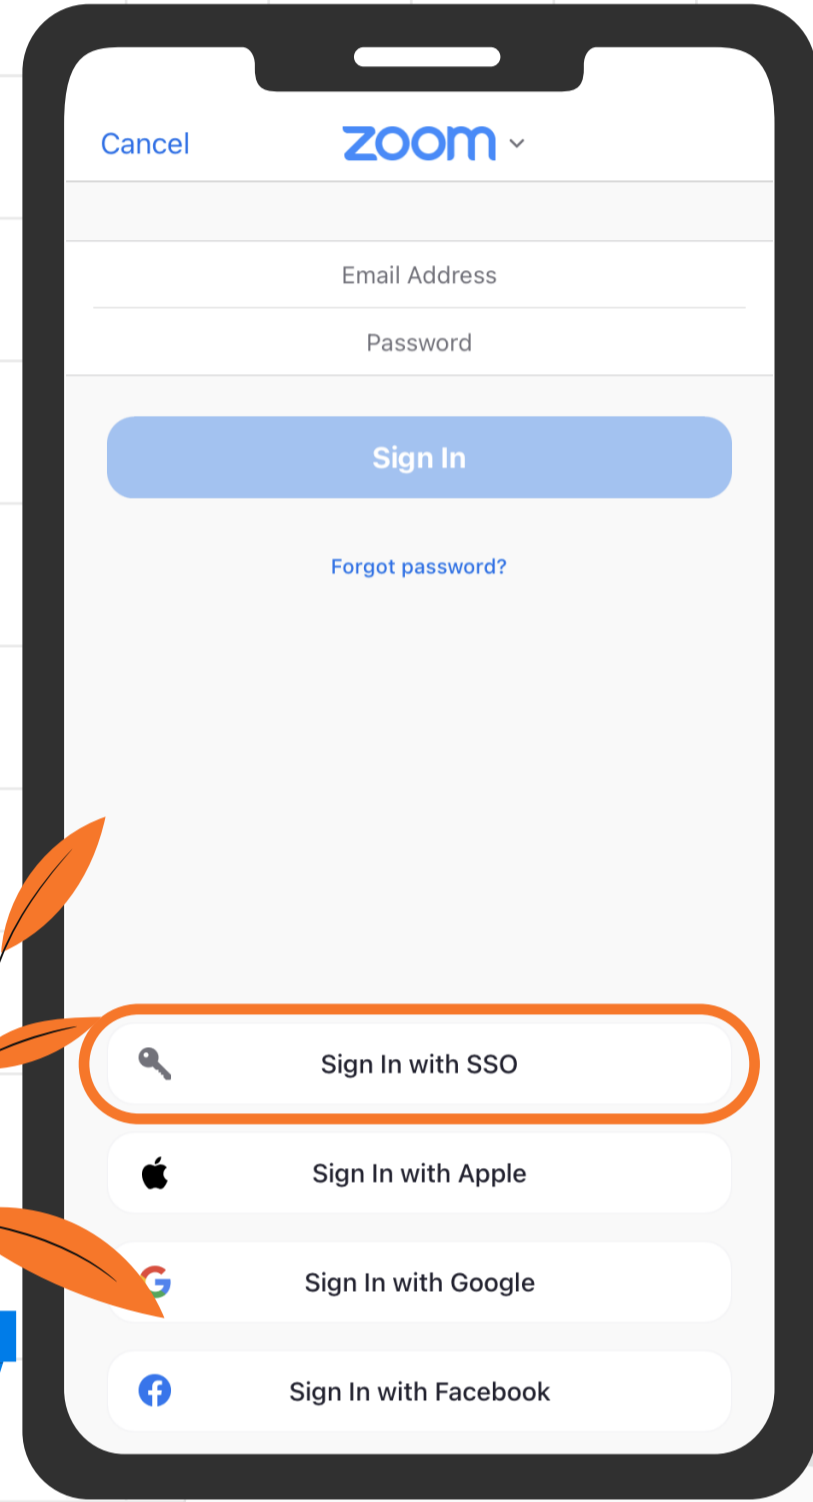 Cancel
zoom
Email Address
Password
Sign In
Forgot password?
Sign In with SSO
Sign In with Apple
Sign In with Google
Sign In with Facebook